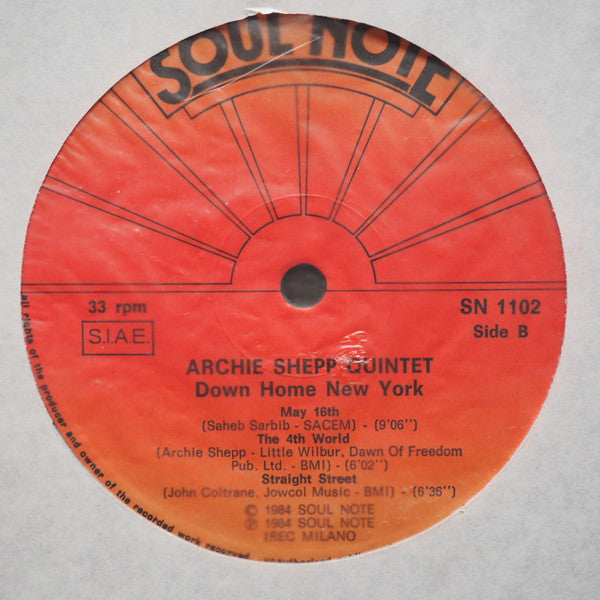 SOUL NOTE
33 rpm
SN 1102
S.I.A.E.
Side B
ARCHIE SHEPP QUINTET
Down Home New York
May 16th
(Saheb Sarbib - SACEM) - (9'06'')
The 4th World
(Archie Shepp - Little Wilbur, Dawn Of Freedom
Pub. Ltd. - BMI) - (6'02'')
Straight Street
(John Coltrane, Jowcol Music - BMI) - (6'36'')
© 1984 SOUL NOTE
℗ 1984 SOUL NOTE
IREC MILANO
all rights of the producer and owner of the recorded work reserved